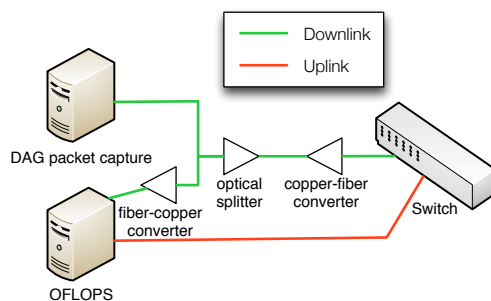 Downlink
Uplink
DAG packet capture
optical
splitter
copper-fiber
converter
Switch
fiber-copper
converter
OFLOPS